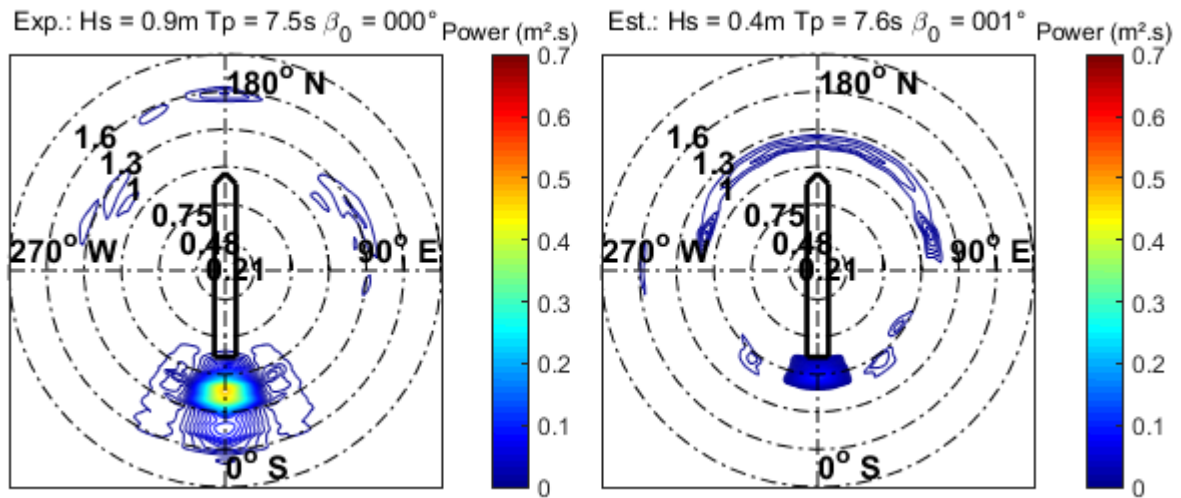 Exp.: Hs = 0.9m Tp = 7.5s β0 = 000° Power (m².s)
180° N
1.6
1.3
1
0.75
0.48
0.21
270° W
90° E
0° S
0.7
0.6
0.5
0.4
0.3
0.2
0.1
0
Est.: Hs = 0.4m Tp = 7.6s β0 = 001° Power (m².s)
180° N
1.6
1.3
1
0.75
0.48
0.21
270° W
90° E
0° S
0.7
0.6
0.5
0.4
0.3
0.2
0.1
0